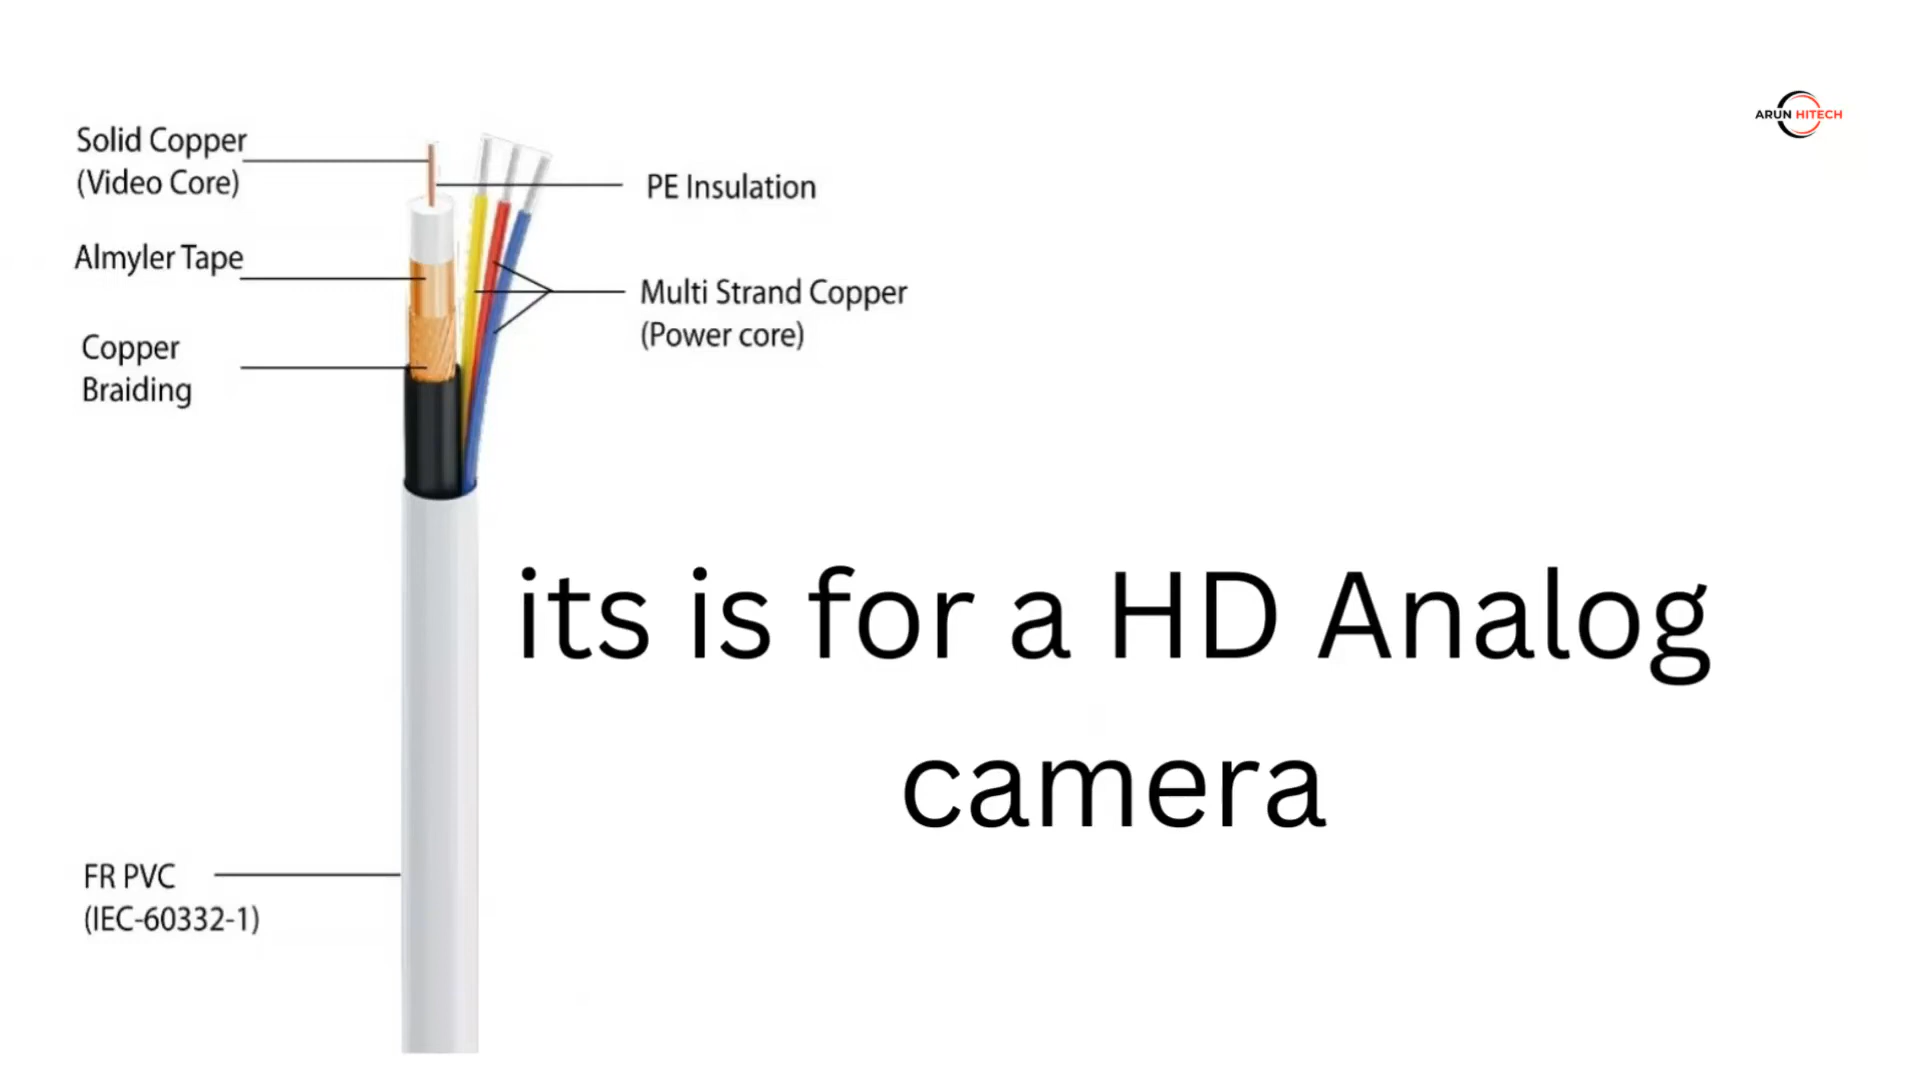 ARUN HITECH
Solid Copper
(Video Core)
PE Insulation
Almyler Tape
Multi Strand Copper
(Power core)
Copper
Braiding
its is for a HD Analog
camera
FR PVC
(IEC-60332-1)